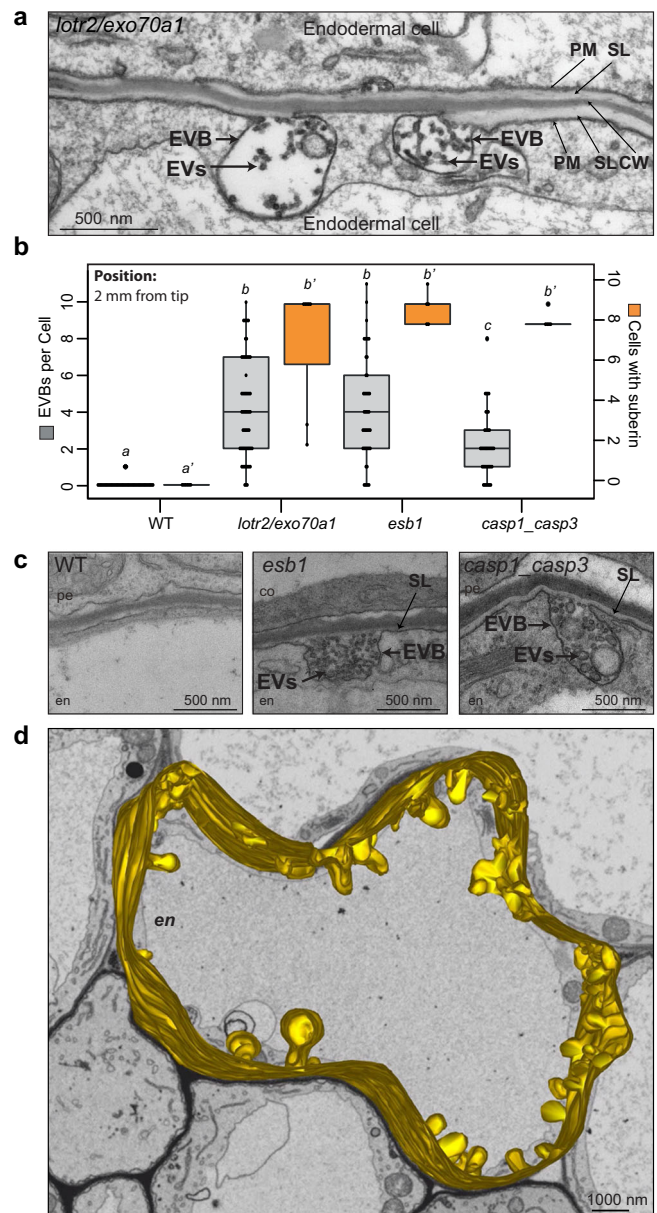 a
lotr2/exo70a1
Endodermal cell
PM SL
EVB
EVs
EVB
EVs
PM SLCW
500 nm
Endodermal cell
b
Position:
2 mm from tip
EVBs per Cell
0
2
4
6
8
10
a
a'
b
b'
b
b'
c
b'
10
8
6
4
2
0
Cells with suberin
WT
lotr2/exo70a1
esb1
casp1_casp3
c
WT
pe
en
500 nm
esb1
co
SL
EVB
EVs
en
500 nm
casp1_casp3
pe
SL
EVB
EVs
en
500 nm
d
en
1000 nm